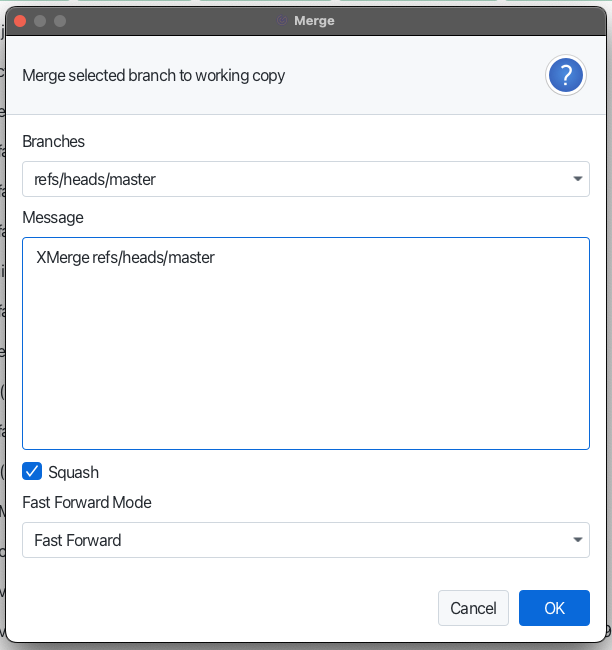 Merge
Merge selected branch to working copy
?
Branches
refs/heads/master
Message
XMerge refs/heads/master
Squash
Fast Forward Mode
Fast Forward
Cancel
OK